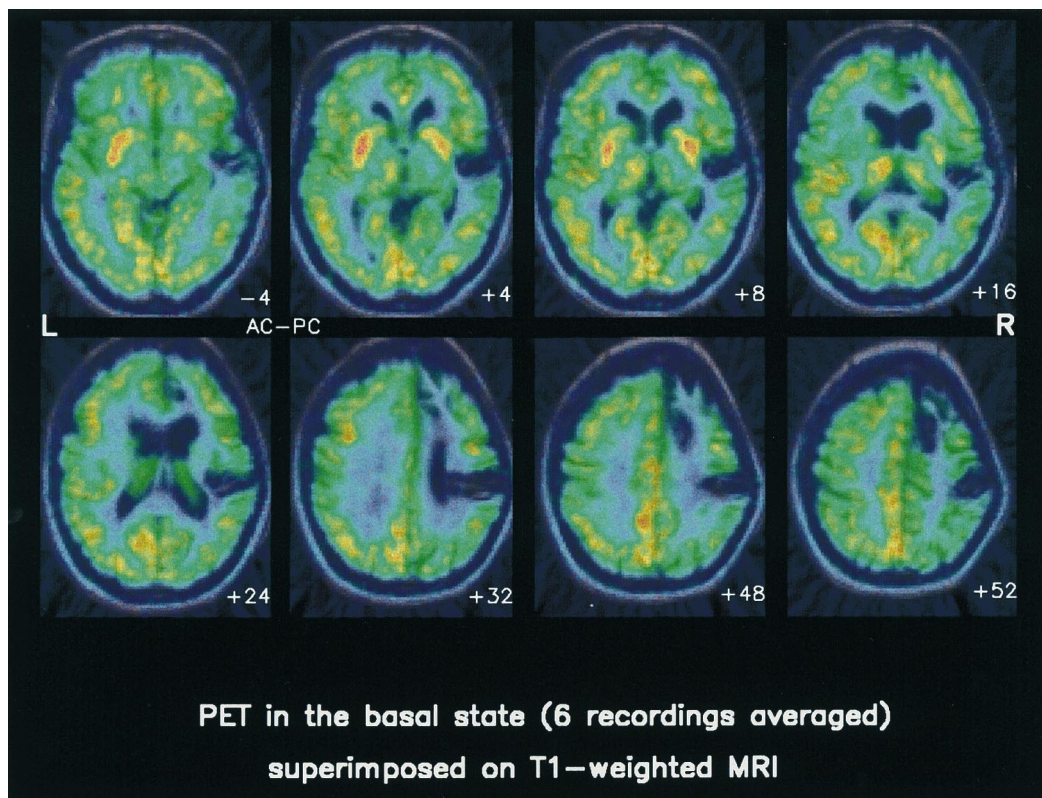 -4
+4
+8
+16
L
AC-PC
R
+24
+32
+48
+52
PET in the basal state (6 recordings averaged)
superimposed on T1-weighted MRI